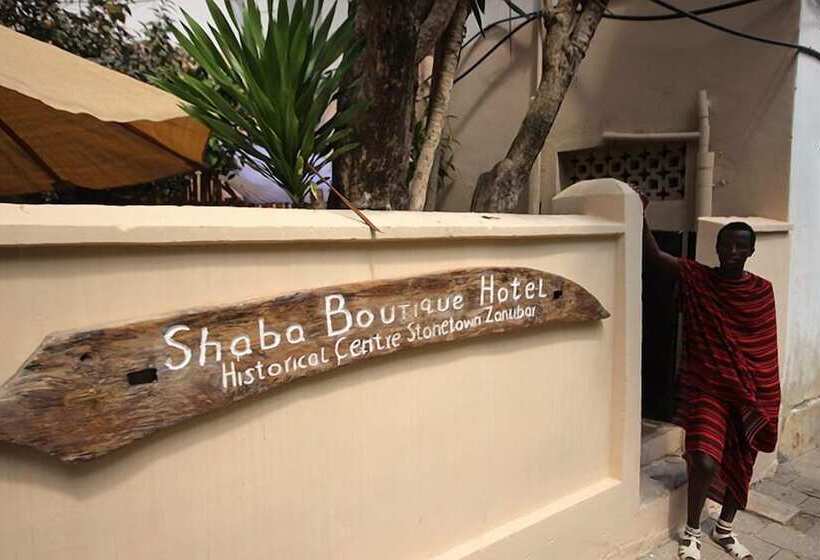 Shaba Boutique Hotel
Historical Centre Stonetown Zanzibar